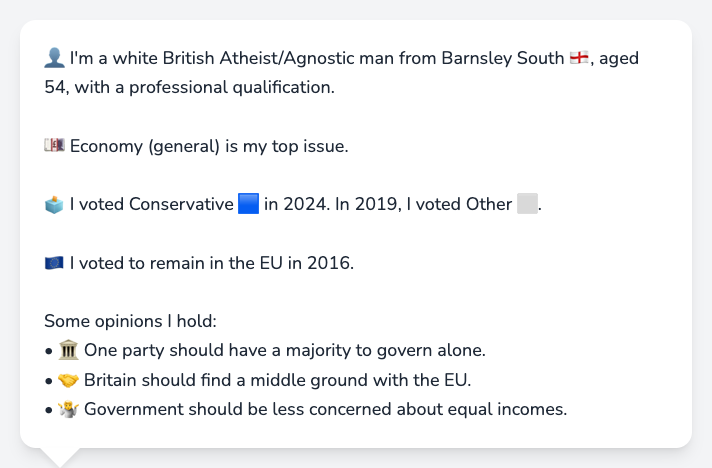 👤 I'm a white British Atheist/Agnostic man from Barnsley South 🏴󠁧󠁢󠁥󠁮󠁧󠁿, aged
54, with a professional qualification.
💷 Economy (general) is my top issue.
🗳️ I voted Conservative 🟦 in 2024. In 2019, I voted Other ⬜.
🇪🇺 I voted to remain in the EU in 2016.
Some opinions I hold:
• 🏛️ One party should have a majority to govern alone.
• 🤝 Britain should find a middle ground with the EU.
• 🤷 Government should be less concerned about equal incomes.